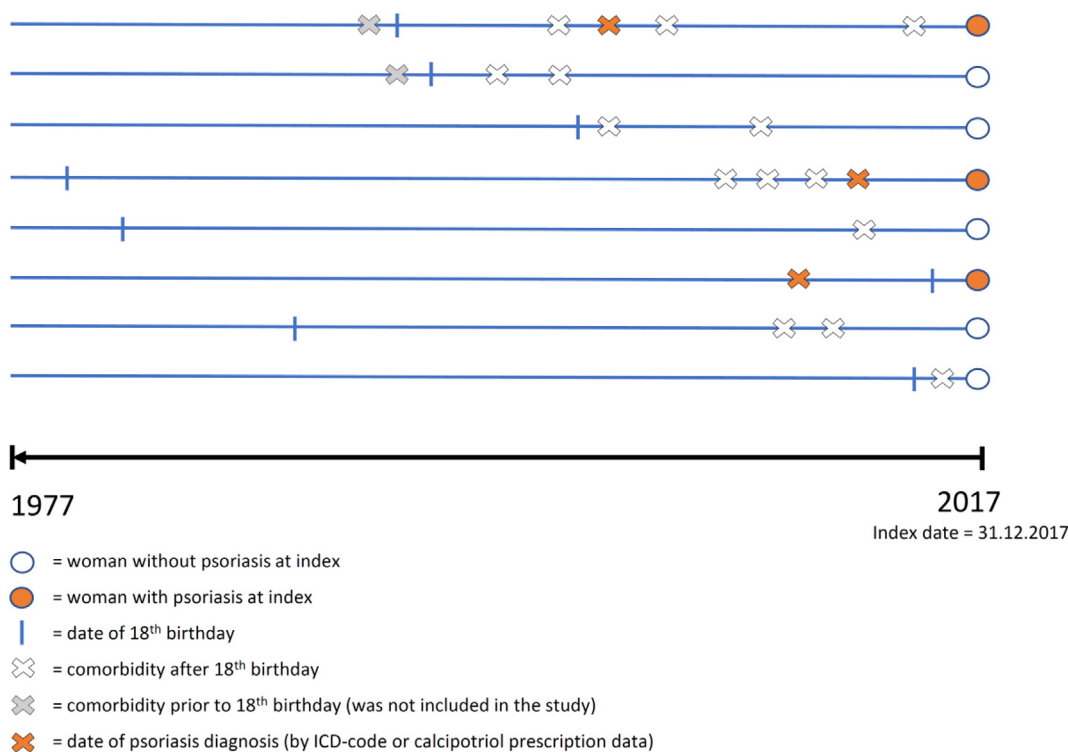 1977
2017
Index date = 31.12.2017
= woman without psoriasis at index
= woman with psoriasis at index
= date of 18th birthday
= comorbidity after 18th birthday
= comorbidity prior to 18th birthday (was not included in the study)
= date of psoriasis diagnosis (by ICD-code or calcipotriol prescription data)